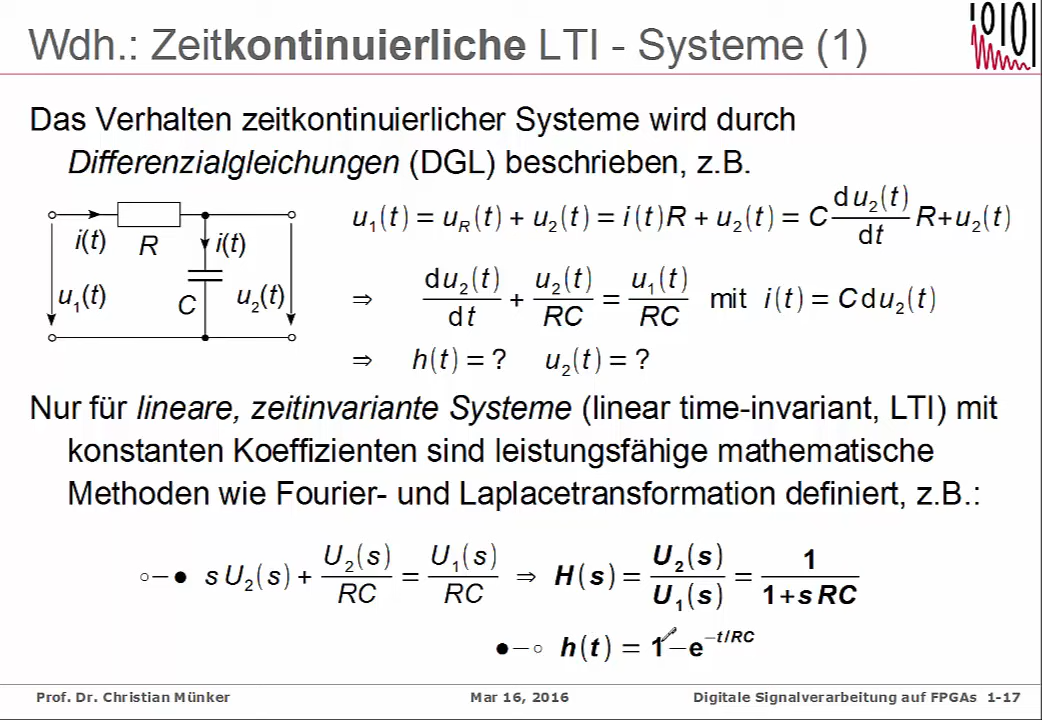 Wdh.: Zeitkontinuierliche LTI - Systeme (1)
Das Verhalten zeitkontinuierlicher Systeme wird durch
Differenzialgleichungen (DGL) beschrieben, z.B.
i(t) R i(t)
u₁(t) C u₂(t)
u₁(t) = u_R(t) + u₂(t) = i(t)R + u₂(t) = C du₂(t)/dt R+u₂(t)
⇒ du₂(t)/dt + u₂(t)/RC = u₁(t)/RC mit i(t) = C du₂(t)
⇒ h(t) = ? u₂(t) = ?
Nur für lineare, zeitinvariante Systeme (linear time-invariant, LTI) mit
konstanten Koeffizienten sind leistungsfähige mathematische
Methoden wie Fourier- und Laplacetransformation definiert, z.B.:
○–● s U₂(s) + U₂(s)/RC = U₁(s)/RC ⇒ H(s) = U₂(s)/U₁(s) = 1/(1+s RC)
●–○ h(t) = 1–e^(–t/RC)
Prof. Dr. Christian Münker Mar 16, 2016 Digitale Signalverarbeitung auf FPGAs 1-17